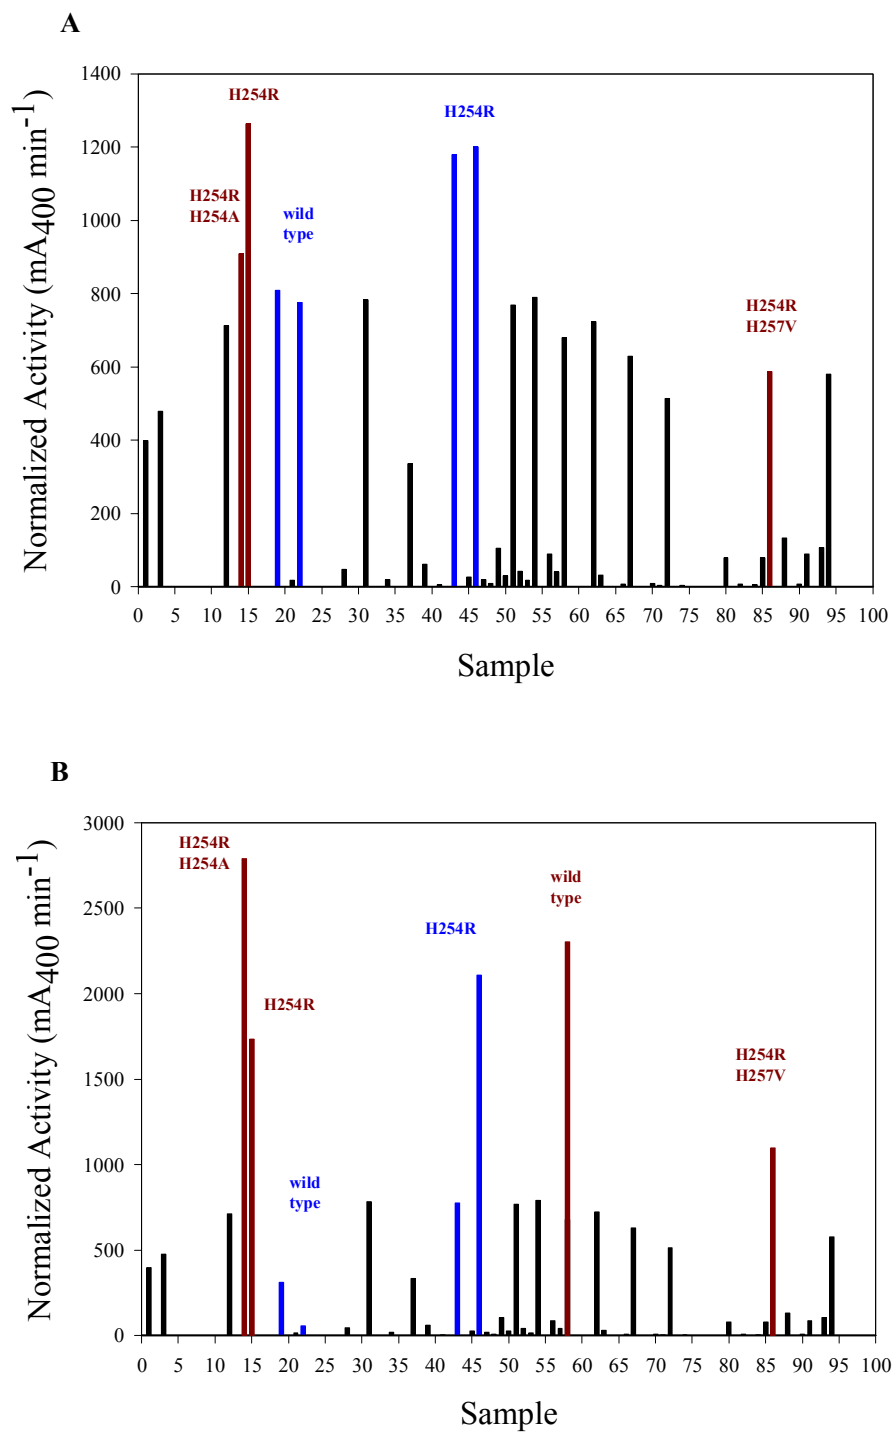 A
Normalized Activity (mA400 min-1)
1400
1200
1000
800
600
400
200
0
H254R
H254R
H254R
H254A
wild
type
H254R
H257V
0 5 10 15 20 25 30 35 40 45 50 55 60 65 70 75 80 85 90 95 100
Sample
B
Normalized Activity (mA400 min-1)
3000
2500
2000
1500
1000
500
0
H254R
H254A
wild
type
H254R
H254R
H254R
H257V
wild
type
0 5 10 15 20 25 30 35 40 45 50 55 60 65 70 75 80 85 90 95 100
Sample